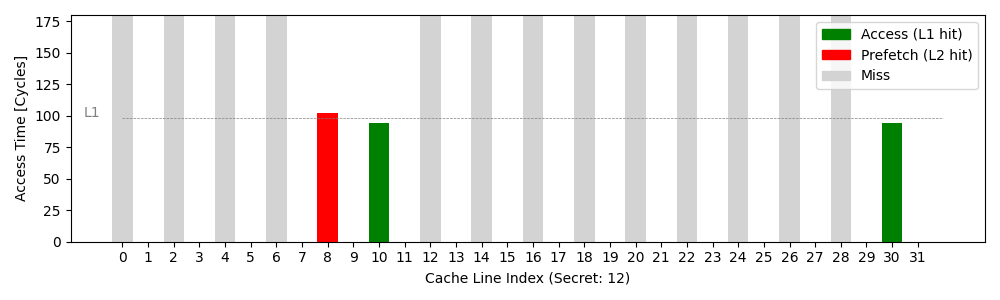 175
150
125
100
75
50
25
0
Access Time [Cycles]
L1
Access (L1 hit)
Prefetch (L2 hit)
Miss
0 1 2 3 4 5 6 7 8 9 10 11 12 13 14 15 16 17 18 19 20 21 22 23 24 25 26 27 28 29 30 31
Cache Line Index (Secret: 12)